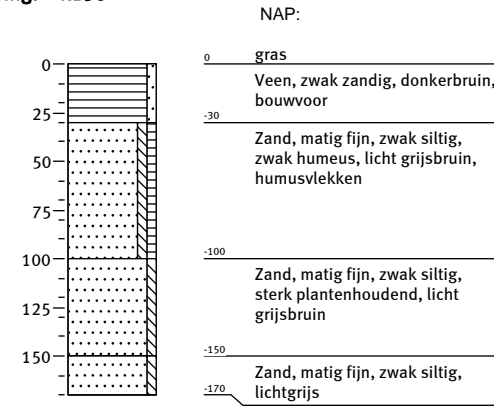 NAP:
0
25
50
75
100
125
150
0
gras
Veen, zwak zandig, donkerbruin,
bouwvoor
-30
Zand, matig fijn, zwak siltig,
zwak humeus, licht grijsbruin,
humusvlekken
-100
Zand, matig fijn, zwak siltig,
sterk plantenhoudend, licht
grijsbruin
-150
Zand, matig fijn, zwak siltig,
lichtgrijs
-170